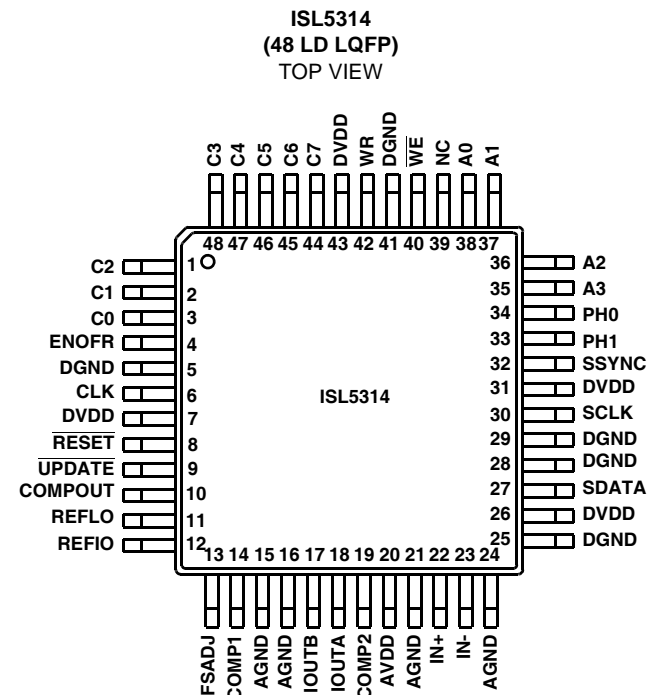 ISL5314
(48 LD LQFP)
TOP VIEW
C3
C4
C5
C6
C7
DVDD
WR
DGND
WE
NC
A0
A1
48 47 46 45 44 43 42 41 40 39 38 37
C2 1
C1 2
C0 3
ENOFR 4
DGND 5
CLK 6
DVDD 7
RESET 8
UPDATE 9
COMPOUT 10
REFLO 11
REFIO 12
ISL5314
36 A2
35 A3
34 PH0
33 PH1
32 SSYNC
31 DVDD
30 SCLK
29 DGND
28 DGND
27 SDATA
26 DVDD
25 DGND
13 14 15 16 17 18 19 20 21 22 23 24
FSADJ
COMP1
AGND
AGND
IOUTB
IOUTA
COMP2
AVDD
AGND
IN+
IN-
AGND